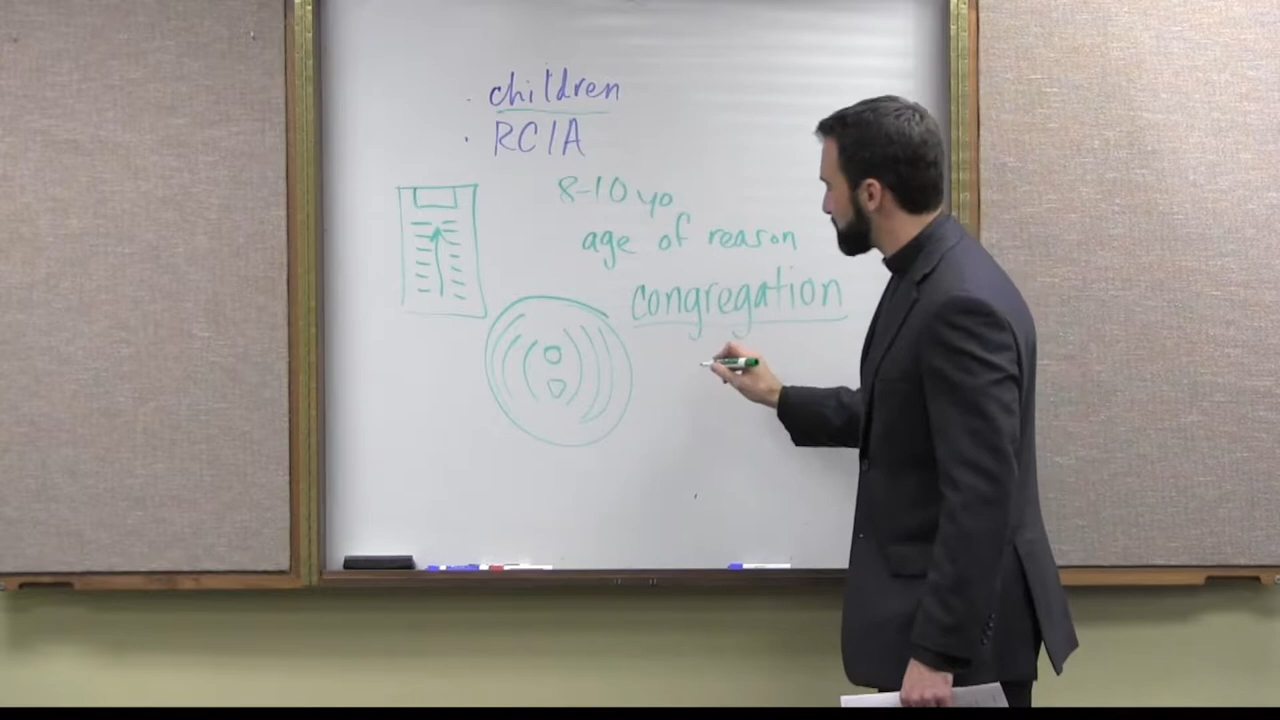 · children
· RCIA
8-10 yo
age of reason
congregation